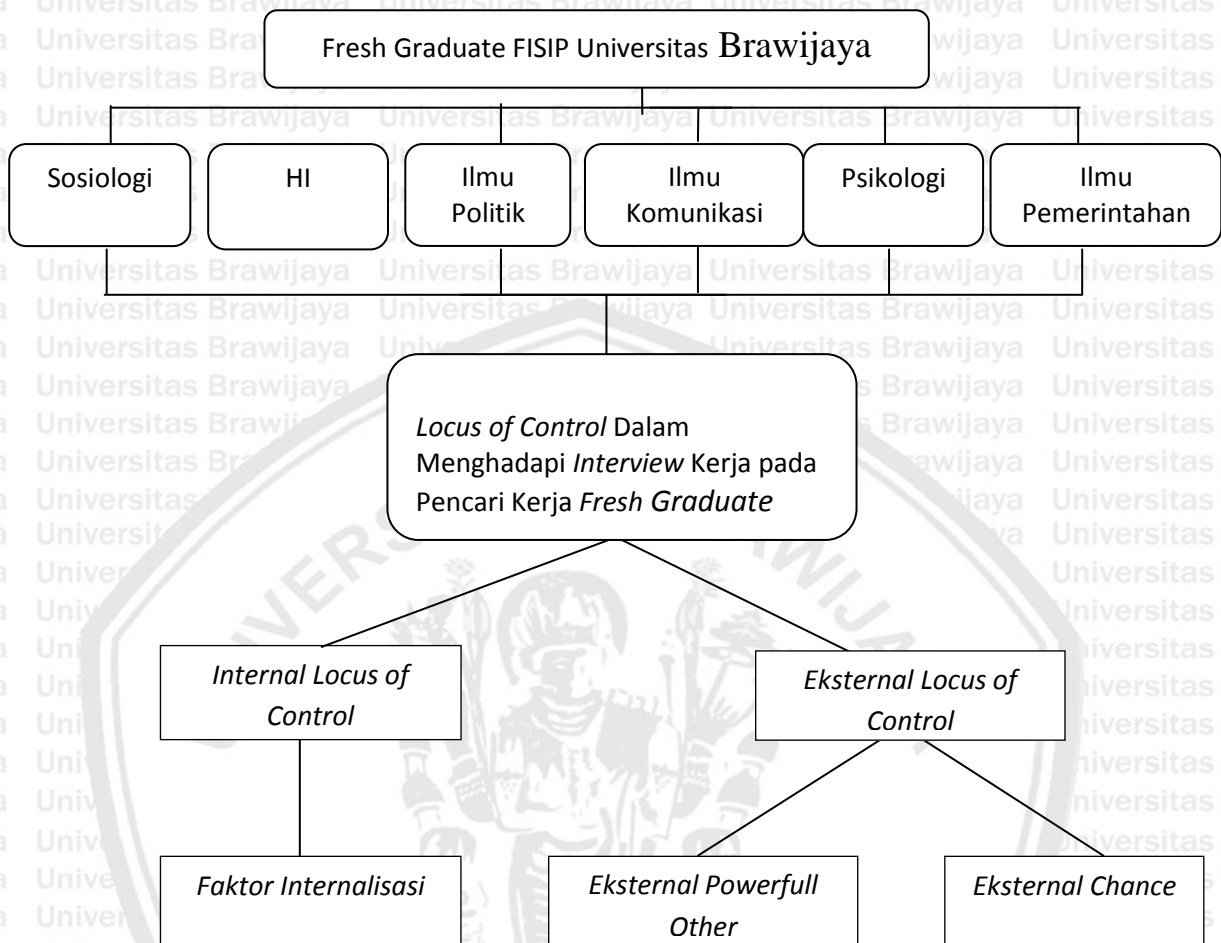 Fresh Graduate FISIP Universitas Brawijaya
Sosiologi
HI
Ilmu
Politik
Ilmu
Komunikasi
Psikologi
Ilmu
Pemerintahan
Locus of Control Dalam
Menghadapi Interview Kerja pada
Pencari Kerja Fresh Graduate
Internal Locus of
Control
Eksternal Locus of
Control
Faktor Internalisasi
Eksternal Powerfull
Other
Eksternal Chance